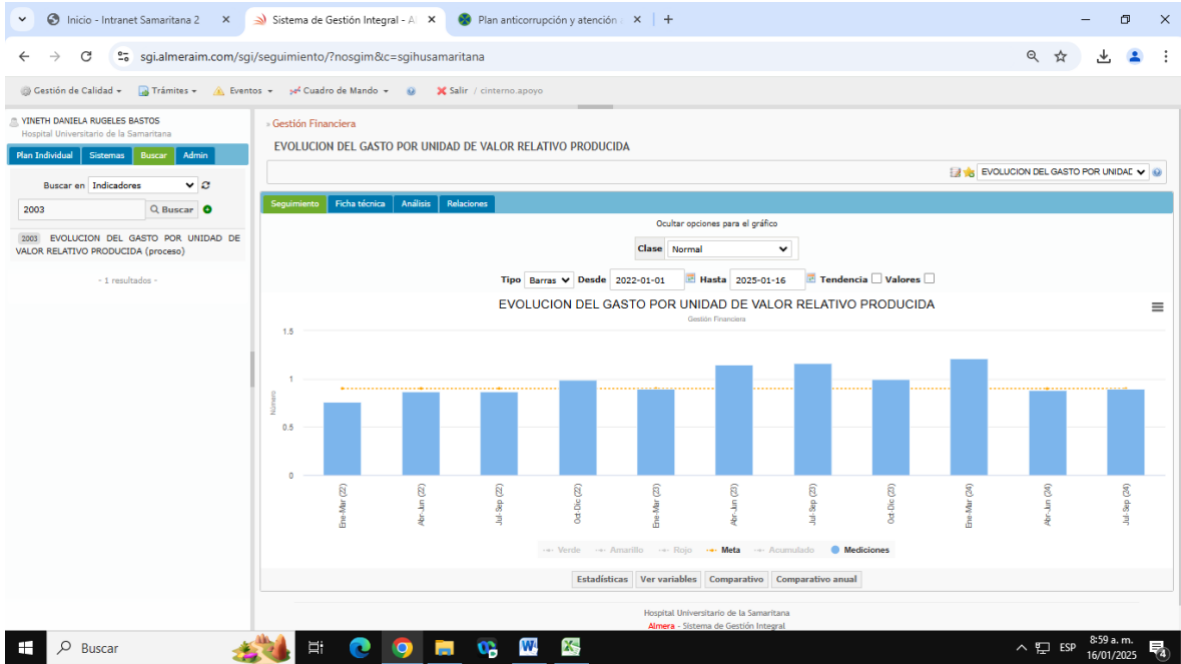 Inicio - Intranet Samaritana 2
Sistema de Gestión Integral - Al
Plan anticorrupción y atención
sgi.almeraim.com/sgi/seguimiento/?nosgim&c=sgihusamaritana
Gestión de Calidad Trámites Eventos Cuadro de Mando Salir / cinterno.apoyo
YINETH DANIELA RUGELES BASTOS
Hospital Universitario de la Samaritana
Plan Individual Sistemas Buscar Admin
Buscar en Indicadores
2003 Buscar
2003 EVOLUCION DEL GASTO POR UNIDAD DE
VALOR RELATIVO PRODUCIDA (proceso)
- 1 resultados -
» Gestión Financiera
EVOLUCION DEL GASTO POR UNIDAD DE VALOR RELATIVO PRODUCIDA
EVOLUCION DEL GASTO POR UNIDAD
Seguimiento Ficha técnica Análisis Relaciones
Ocultar opciones para el gráfico
Clase Normal
Tipo Barras Desde 2022-01-01 Hasta 2025-01-16 Tendencia Valores
EVOLUCION DEL GASTO POR UNIDAD DE VALOR RELATIVO PRODUCIDA
Gestión Financiera
Número
1.5
1
0.5
0
Ene-Mar (22)
Abr-Jun (22)
Jul-Sep (22)
Oct-Dic (22)
Ene-Mar (23)
Abr-Jun (23)
Jul-Sep (23)
Oct-Dic (23)
Ene-Mar (24)
Abr-Jun (24)
Jul-Sep (24)
Verde Amarillo Rojo Meta Acumulado Mediciones
Estadísticas Ver variables Comparativo Comparativo anual
Hospital Universitario de la Samaritana
Almera - Sistema de Gestión Integral
Buscar
ESP
8:59 a. m.
16/01/2025
4